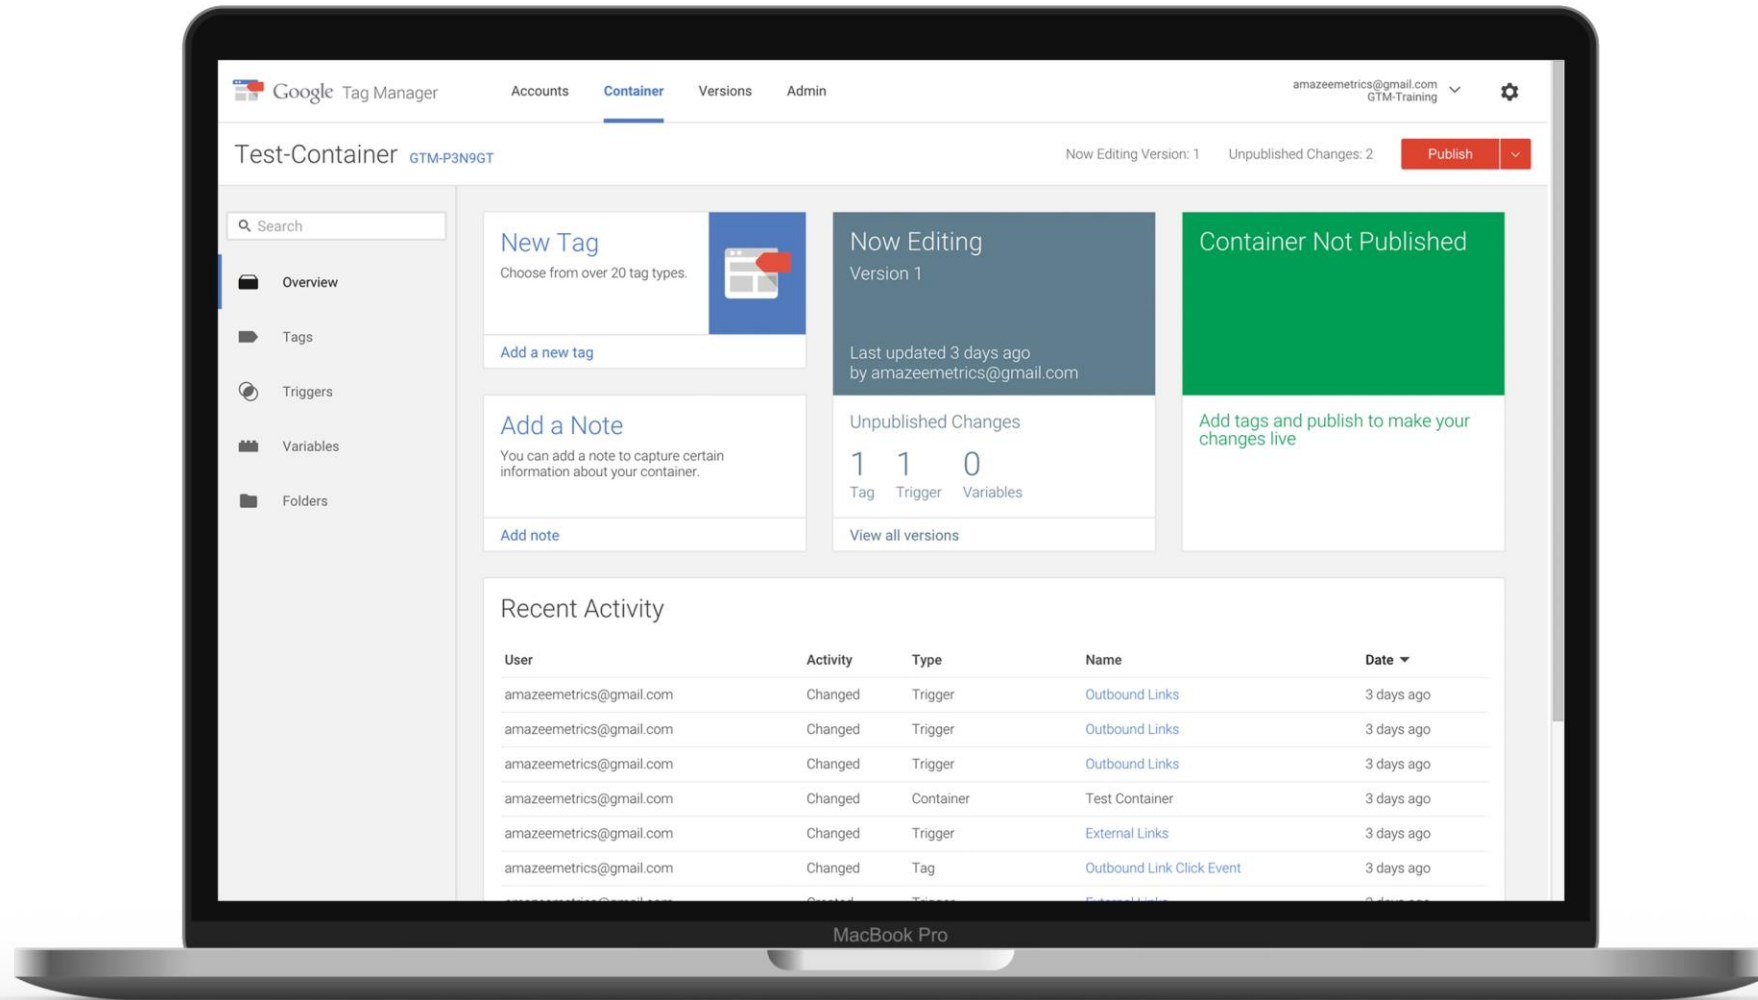 Google Tag Manager
Accounts Container Versions Admin
amazeemetrics@gmail.com
GTM-Training
Test-Container GTM-P3N9GT
Now Editing Version: 1 Unpublished Changes: 2 Publish
Search
Overview
Tags
Triggers
Variables
Folders
New Tag
Choose from over 20 tag types.
Add a new tag
Add a Note
You can add a note to capture certain
information about your container.
Add note
Now Editing
Version 1
Last updated 3 days ago
by amazeemetrics@gmail.com
Unpublished Changes
1 1 0
Tag Trigger Variables
View all versions
Container Not Published
Add tags and publish to make your
changes live
Recent Activity
User Activity Type Name Date
amazeemetrics@gmail.com Changed Trigger Outbound Links 3 days ago
amazeemetrics@gmail.com Changed Trigger Outbound Links 3 days ago
amazeemetrics@gmail.com Changed Trigger Outbound Links 3 days ago
amazeemetrics@gmail.com Changed Container Test Container 3 days ago
amazeemetrics@gmail.com Changed Trigger External Links 3 days ago
amazeemetrics@gmail.com Changed Tag Outbound Link Click Event 3 days ago
MacBook Pro